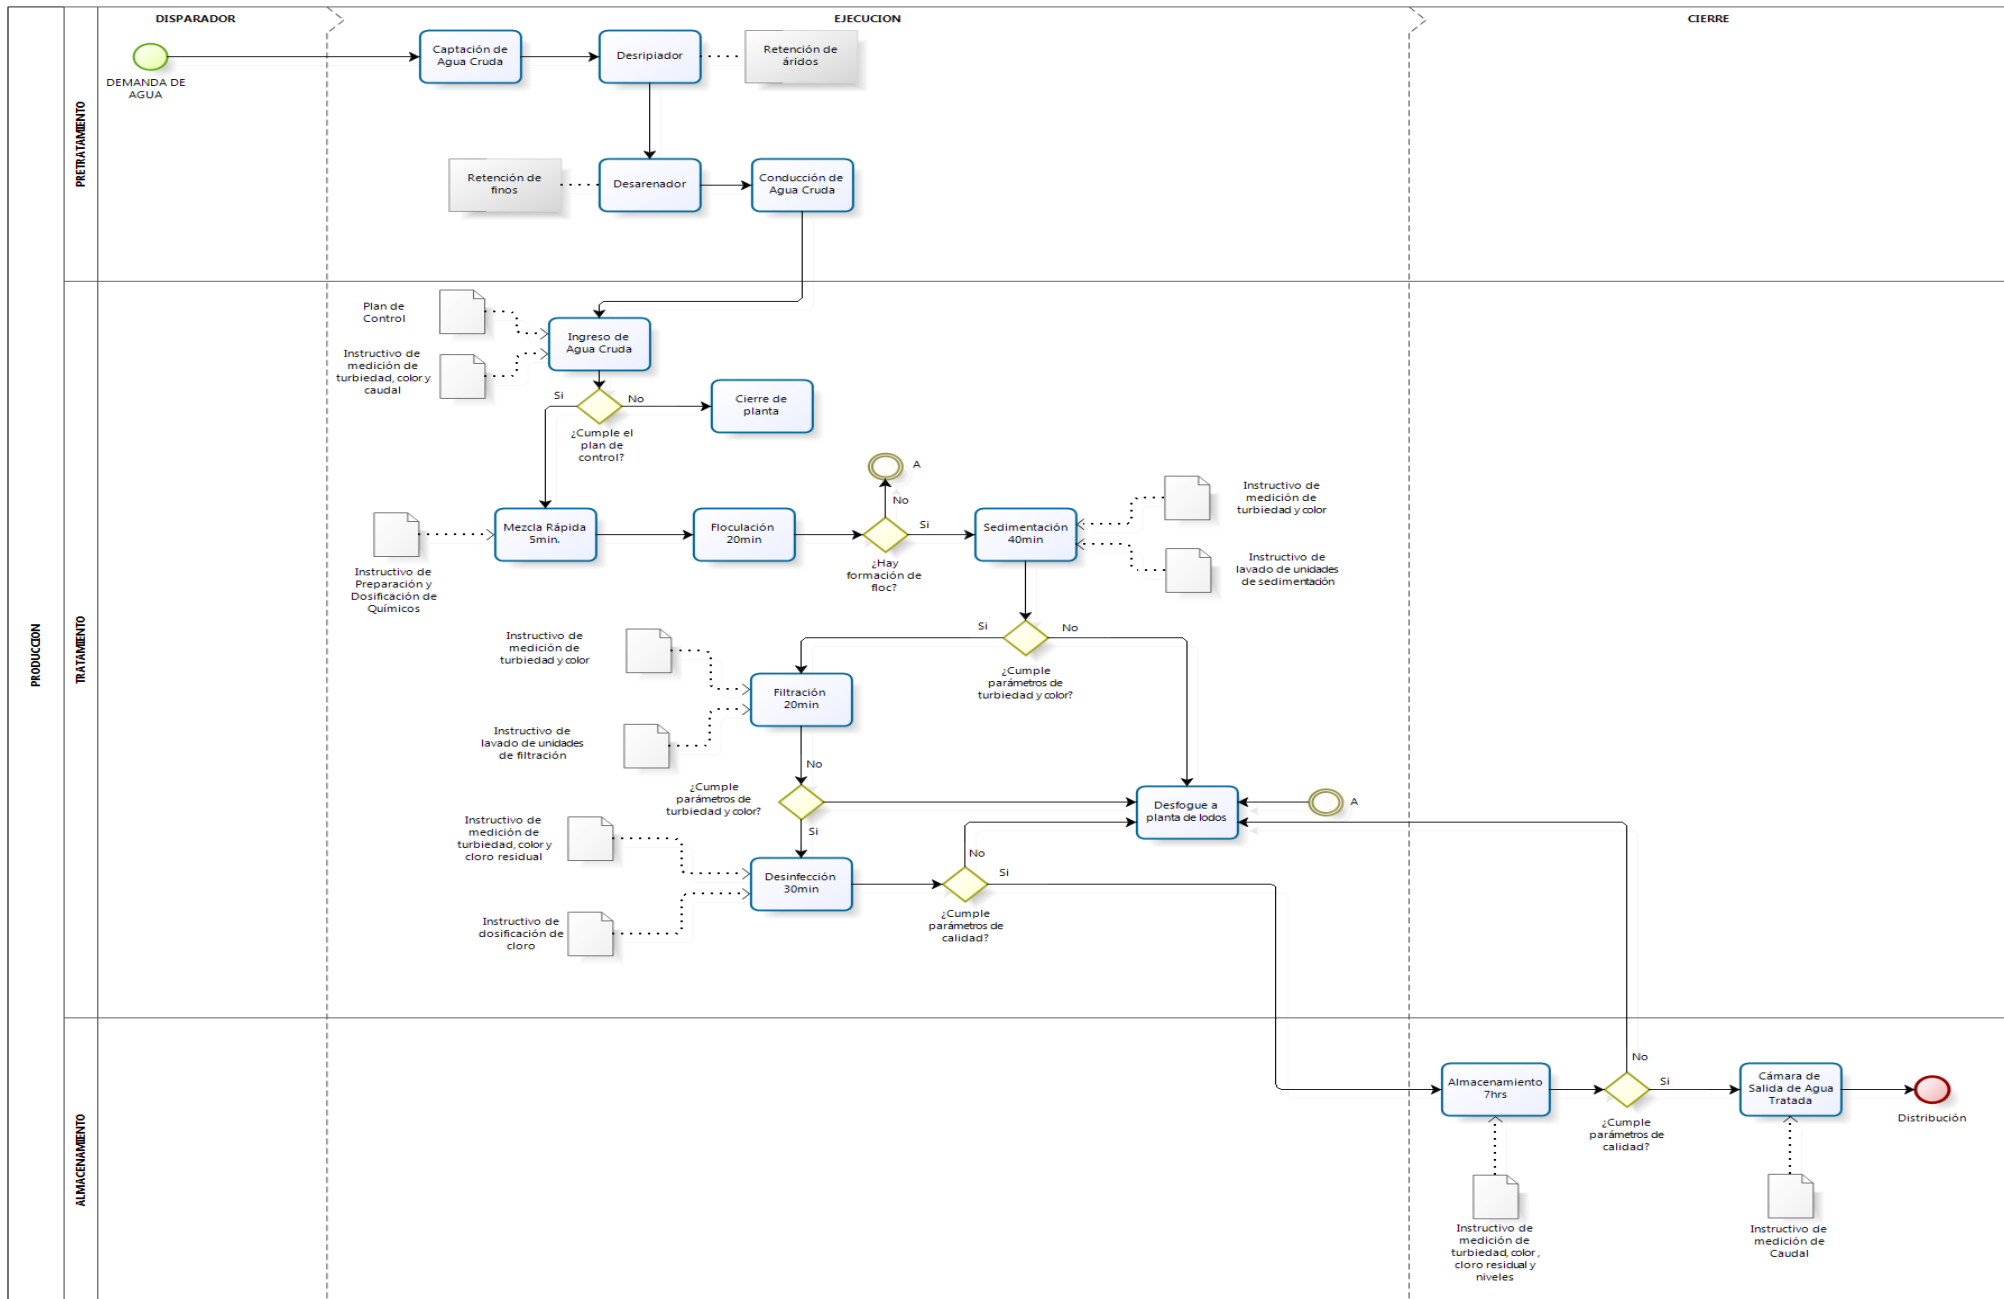 DISPARADOR
EJECUCION
CIERRE
PRODUCCION
PRETRATAMIENTO
DEMANDA DE
AGUA
Captación de
Agua Cruda
Desripiador
Retención de
áridos
Retención de
finos
Desarenador
Conducción de
Agua Cruda
TRATAMIENTO
Plan de
Control
Instructivo de
medición de
turbiedad, color y
caudal
Ingreso de
Agua Cruda
Si
No
¿Cumple el
plan de
control?
Cierre de
planta
A
No
Instructivo de
Preparación y
Dosificación de
Químicos
Mezcla Rápida
5min.
Floculación
20min
¿Hay
formación de
floc?
Si
Sedimentación
40min
Instructivo de
medición de
turbiedad y color
Instructivo de
lavado de unidades
de sedimentación
Si
No
¿Cumple
parámetros de
turbiedad y color?
Instructivo de
medición de
turbiedad y color
Instructivo de
lavado de unidades
de filtración
Filtración
20min
No
¿Cumple
parámetros de
turbiedad y color?
Si
Desfogue a
planta de lodos
A
Instructivo de
medición de
turbiedad, color y
cloro residual
Instructivo de
dosificación de
cloro
Desinfección
30min
No
Si
¿Cumple
parámetros de
calidad?
ALMACENAMIENTO
Almacenamiento
7hrs
No
Si
¿Cumple
parámetros de
calidad?
Cámara de
Salida de Agua
Tratada
Distribución
Instructivo de
medición de
turbiedad, color ,
cloro residual y
niveles
Instructivo de
medición de
Caudal